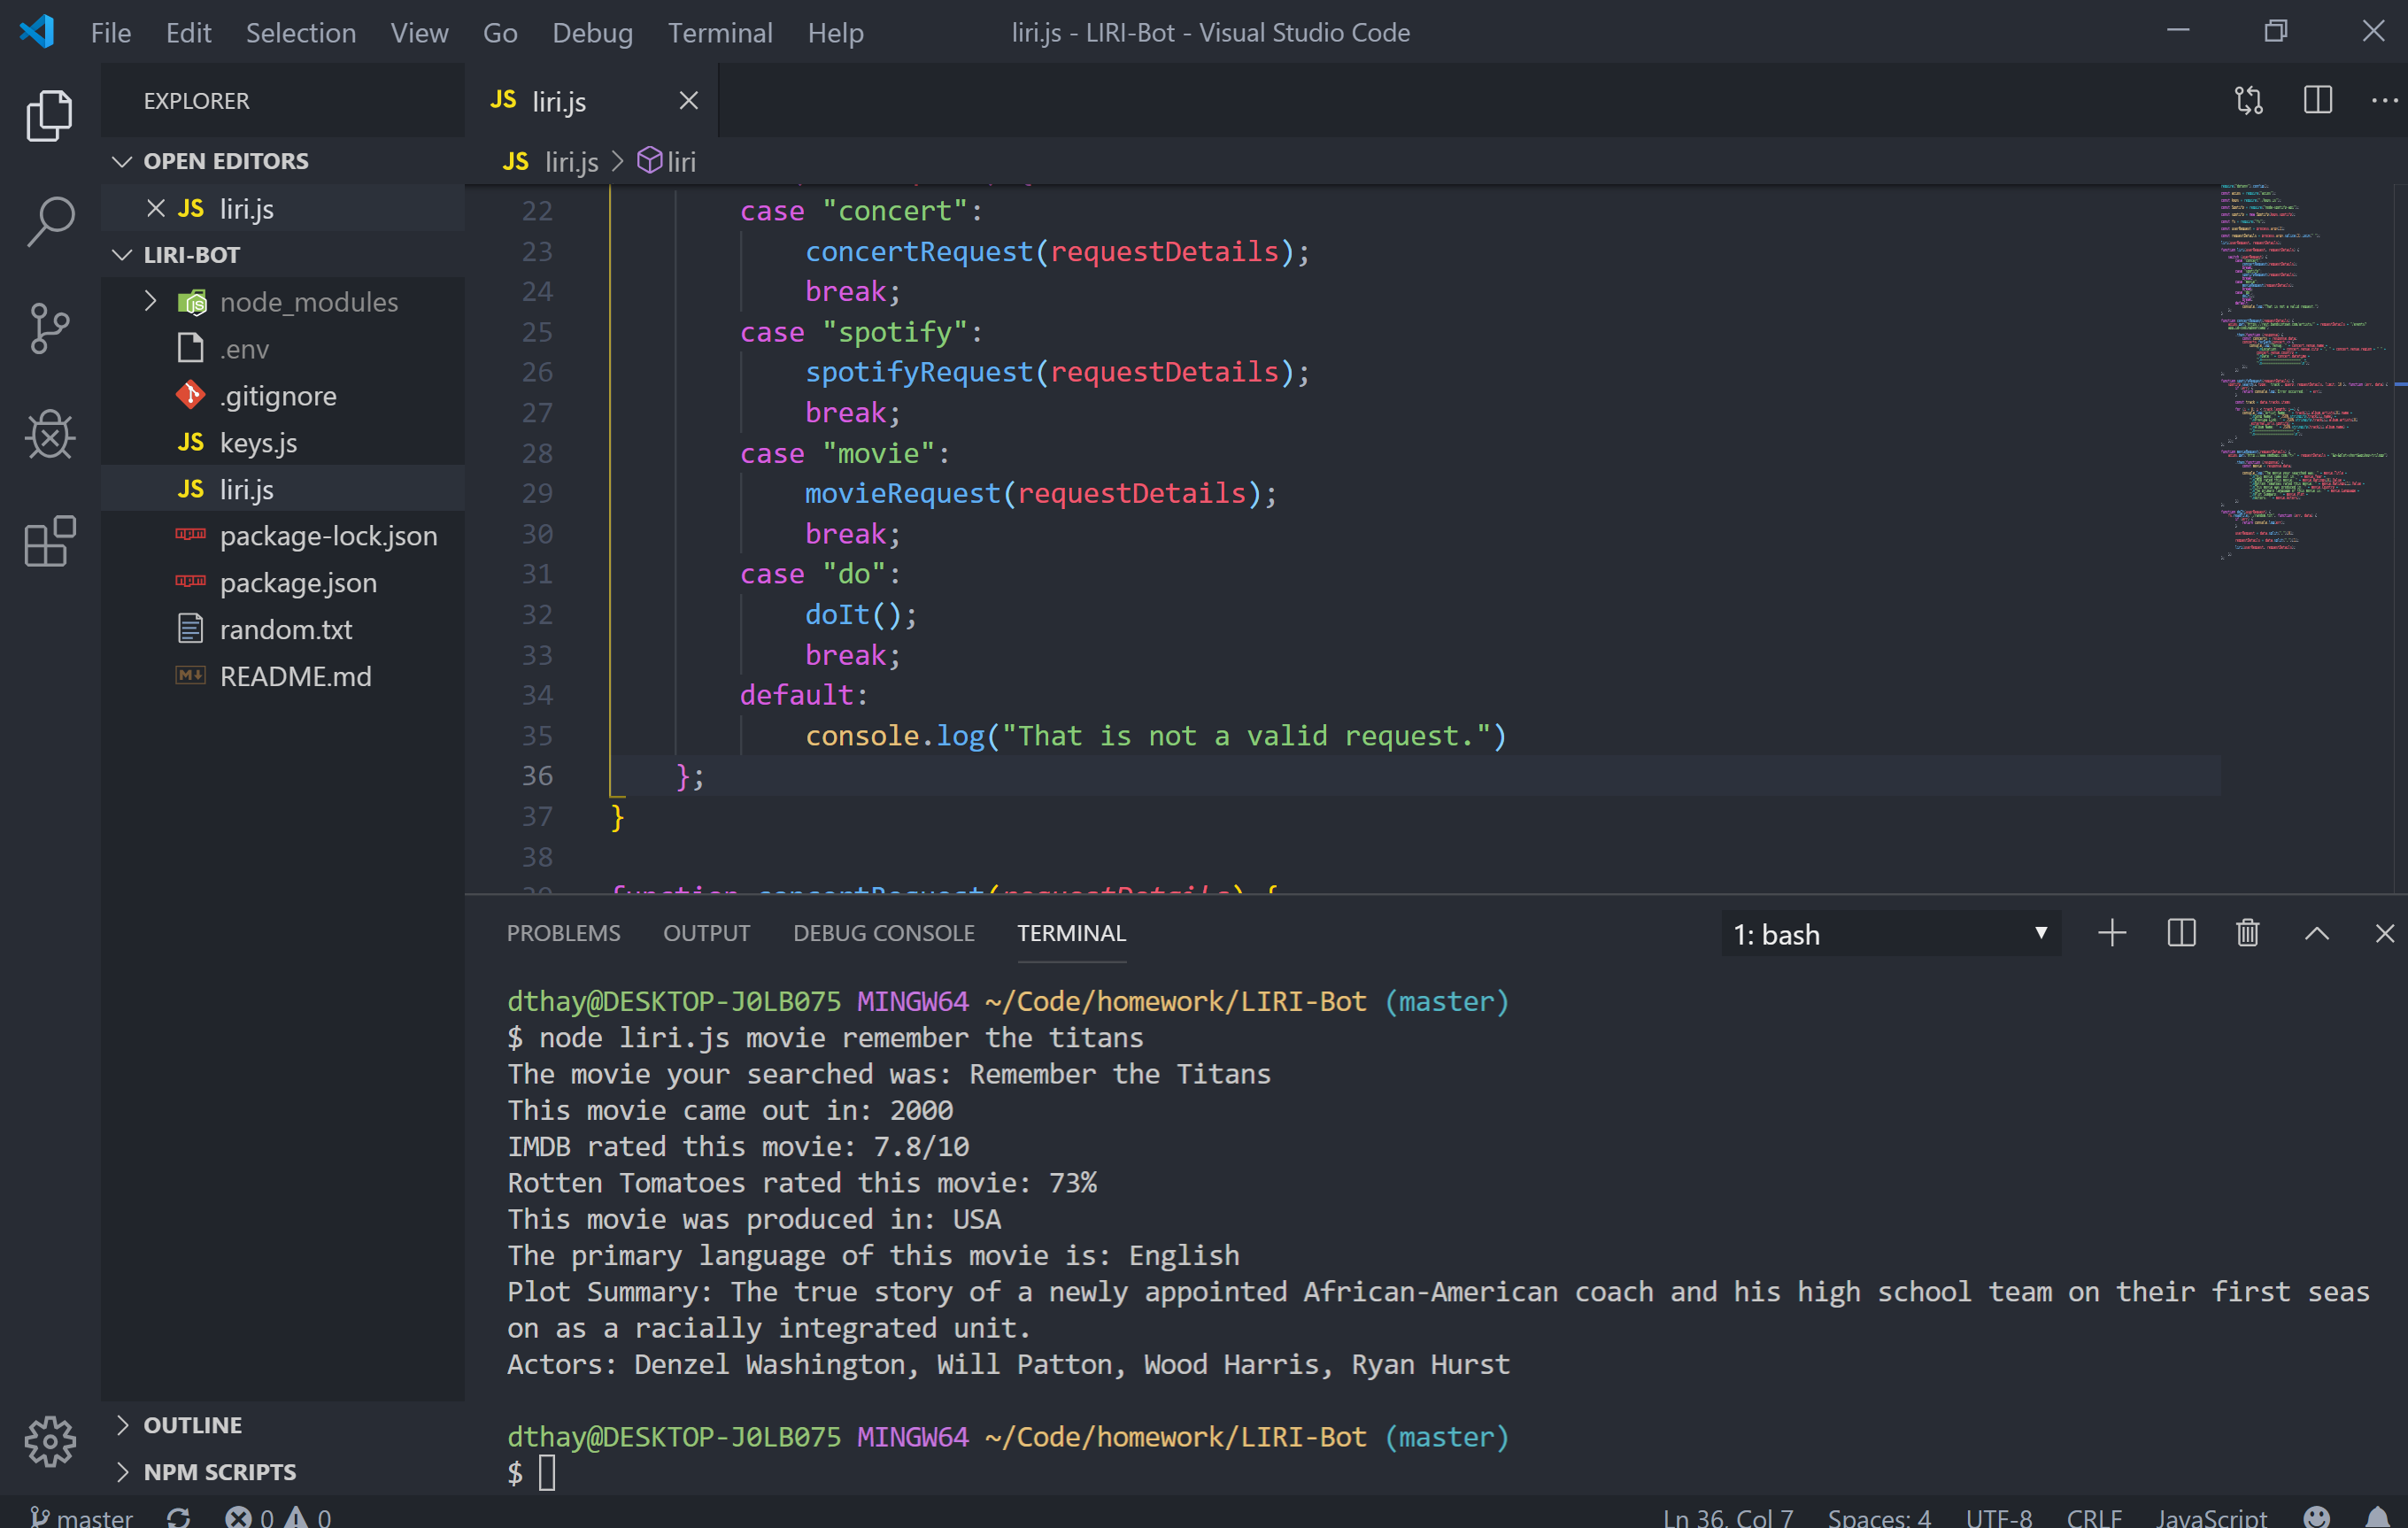 File Edit Selection View Go Debug Terminal Help liri.js - LIRI-Bot - Visual Studio Code
EXPLORER
OPEN EDITORS
JS liri.js
LIRI-BOT
node_modules
.env
.gitignore
JS keys.js
JS liri.js
package-lock.json
package.json
random.txt
README.md
OUTLINE
NPM SCRIPTS
JS liri.js
JS liri.js > liri
22 case "concert":
23 concertRequest(requestDetails);
24 break;
25 case "spotify":
26 spotifyRequest(requestDetails);
27 break;
28 case "movie":
29 movieRequest(requestDetails);
30 break;
31 case "do":
32 doIt();
33 break;
34 default:
35 console.log("That is not a valid request.")
36 };
37 }
38
39 function concertRequest(requestDetails) {
PROBLEMS OUTPUT DEBUG CONSOLE TERMINAL 1: bash
dthay@DESKTOP-J0LB075 MINGW64 ~/Code/homework/LIRI-Bot (master)
$ node liri.js movie remember the titans
The movie your searched was: Remember the Titans
This movie came out in: 2000
IMDB rated this movie: 7.8/10
Rotten Tomatoes rated this movie: 73%
This movie was produced in: USA
The primary language of this movie is: English
Plot Summary: The true story of a newly appointed African-American coach and his high school team on their first seas
on as a racially integrated unit.
Actors: Denzel Washington, Will Patton, Wood Harris, Ryan Hurst
dthay@DESKTOP-J0LB075 MINGW64 ~/Code/homework/LIRI-Bot (master)
$
master 0 0 Ln 36, Col 7 Spaces: 4 UTF-8 CRLF JavaScript